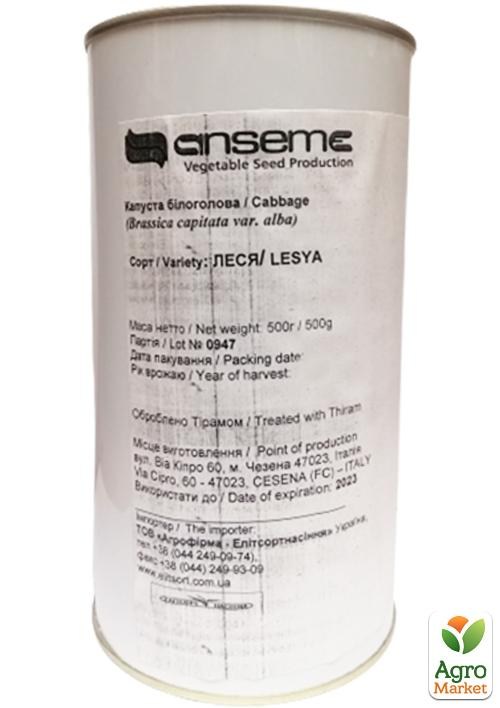 anseme
Vegetable Seed Production
Капуста білоголова / Cabbage
(Brassica capitata var. alba)
Сорт / Variety: ЛЕСЯ/ LESYA
Маса нетто / Net weight: 500г / 500g
Партія / Lot № 0947
Дата пакування / Packing date:
Рік врожаю / Year of harvest:
Оброблено Тірамом / Treated with Thiram
Місце виготовлення / Point of production
вул. Віа Кіпро 60, м. Чезена 47023, Італія
Via Cipro, 60 - 47023, CESENA (FC) – ITALY
Використати до / Date of expiration: 2023
Імпортер / The importer:
ТОВ «Агрофірма - Елітсортнасіння» Україна,
тел +38 (044 249-09-74),
факс +38 (044) 249-93-09
www.elitsort.com.ua
Agro
Market